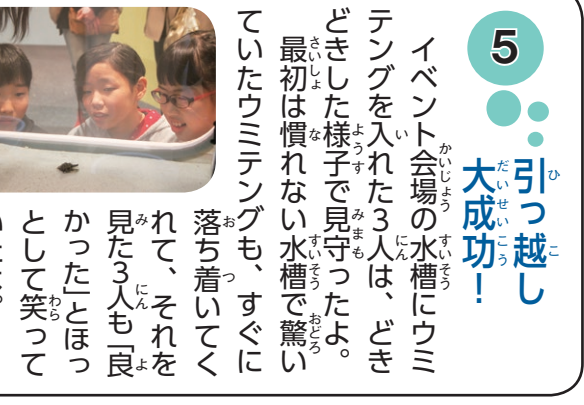 5
引っ越し
大成功！
イベント会場の水槽にウミ
テングを入れた3人は、どき
どきした様子で見守ったよ。
最初は慣れない水槽で驚い
ていたウミテングも、すぐに
落ち着いてく
れて、それを
見た3人も「良
かった」とほっ
として笑って